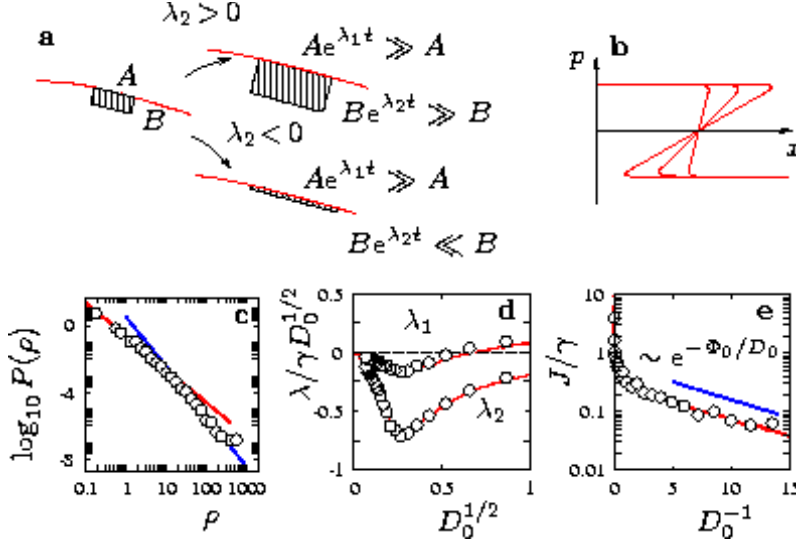 a
λ₂ > 0
A
B
Ae^{λ₁t} ≫ A
Be^{λ₂t} ≫ B
λ₂ < 0
Ae^{λ₁t} ≫ A
Be^{λ₂t} ≪ B
b
p
x
c
log₁₀ P(ρ)
0
-4
-8
0.1 1 10 100 1000
ρ
d
λ/γD₀^{1/2}
0.5
0
-0.5
-1
λ₁
λ₂
0 0.5 1
D₀^{1/2}
e
J/γ
10
1
0.1
0.01
~ e^{-Φ₀/D₀}
0 5 10 15
D₀^{-1}